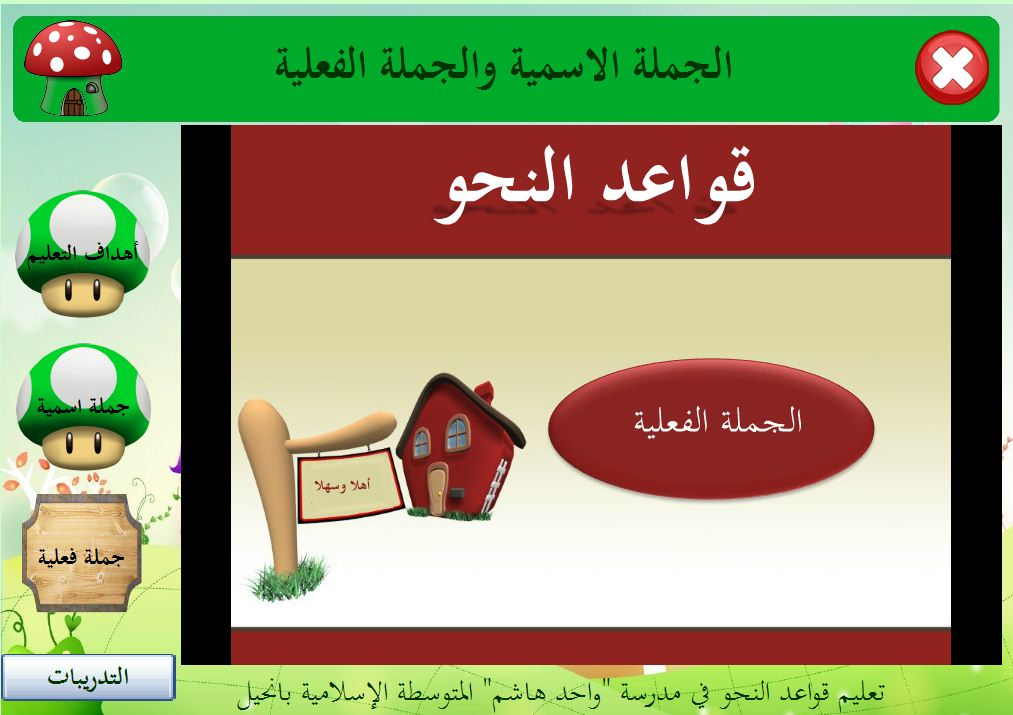 الجملة الاسمية والجملة الفعلية
قواعد النحو
أهداف التعليم
جملة اسمية
الجملة الفعلية
أهلا وسهلا
جملة فعلية
التدريبات
تعليم قواعد النحو في مدرسة "واحد هاشم" المتوسطة الإسلامية بانجيل